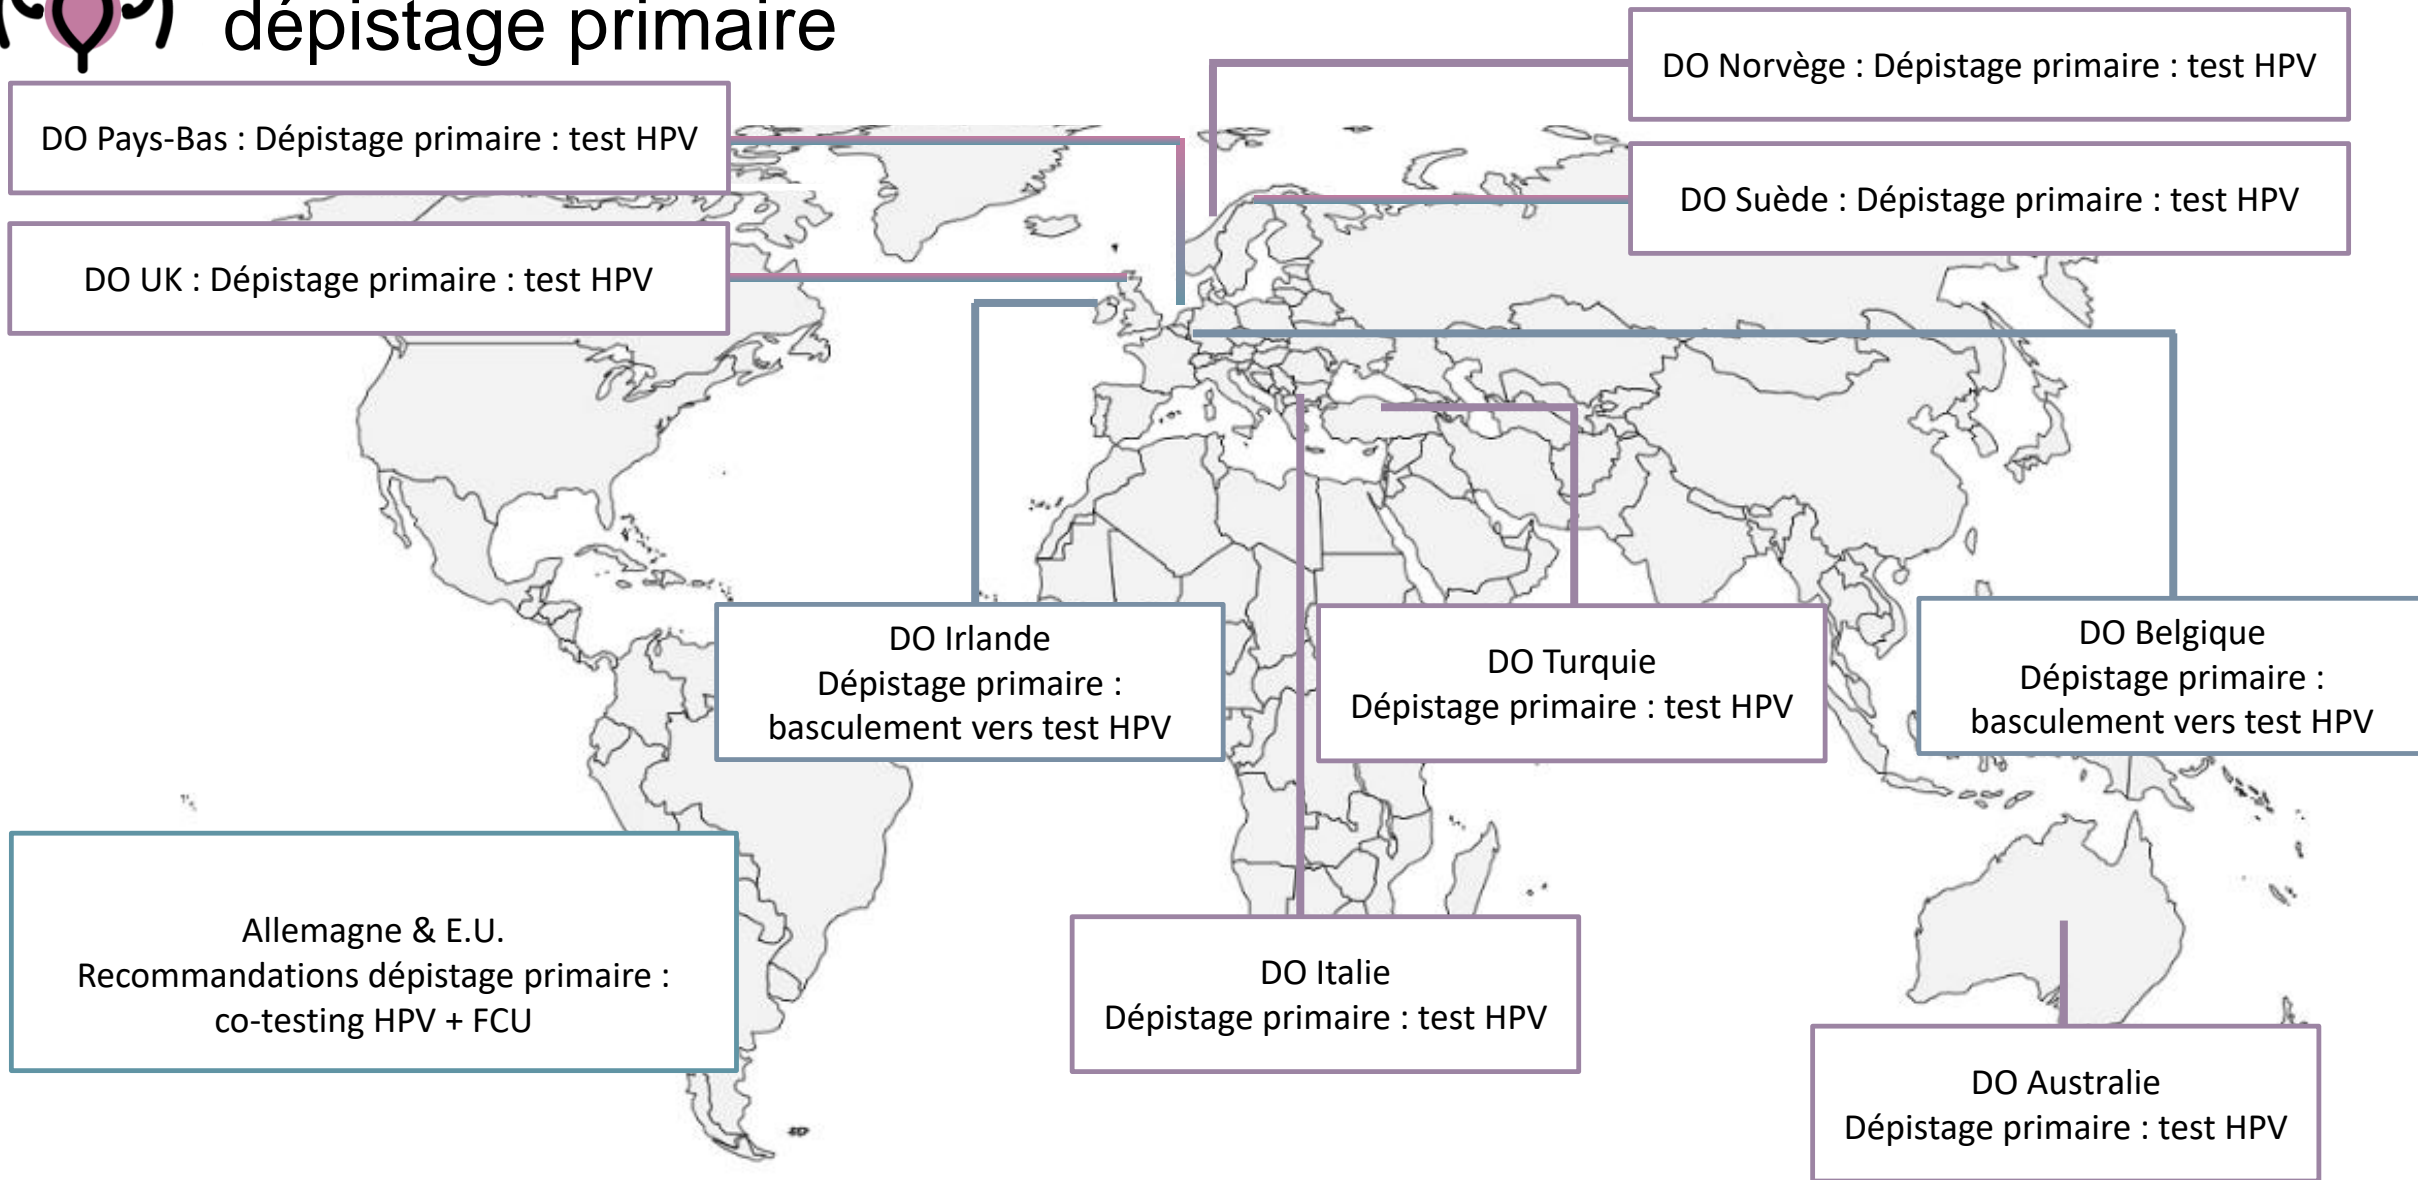 dépistage primaire
DO Norvège : Dépistage primaire : test HPV
DO Pays-Bas : Dépistage primaire : test HPV
DO Suède : Dépistage primaire : test HPV
DO UK : Dépistage primaire : test HPV
DO Irlande
Dépistage primaire :
basculement vers test HPV
DO Turquie
Dépistage primaire : test HPV
DO Belgique
Dépistage primaire :
basculement vers test HPV
Allemagne & E.U.
Recommandations dépistage primaire :
co-testing HPV + FCU
DO Italie
Dépistage primaire : test HPV
DO Australie
Dépistage primaire : test HPV